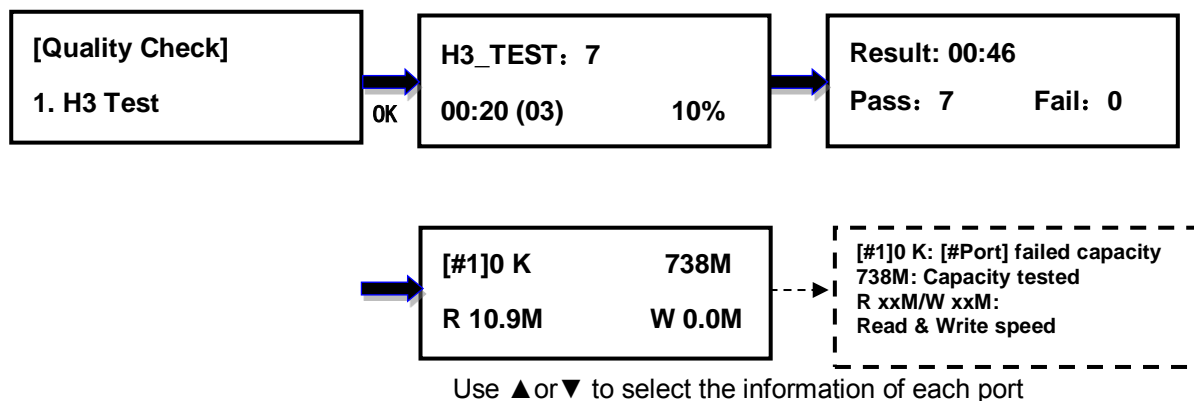 [Quality Check]
1. H3 Test
OK
H3_TEST：7
00:20 (03) 10%
Result: 00:46
Pass：7 Fail：0
[#1]0 K 738M
R 10.9M W 0.0M
[#1]0 K: [#Port] failed capacity
738M: Capacity tested
R xxM/W xxM:
Read & Write speed
Use ▲or▼ to select the information of each port